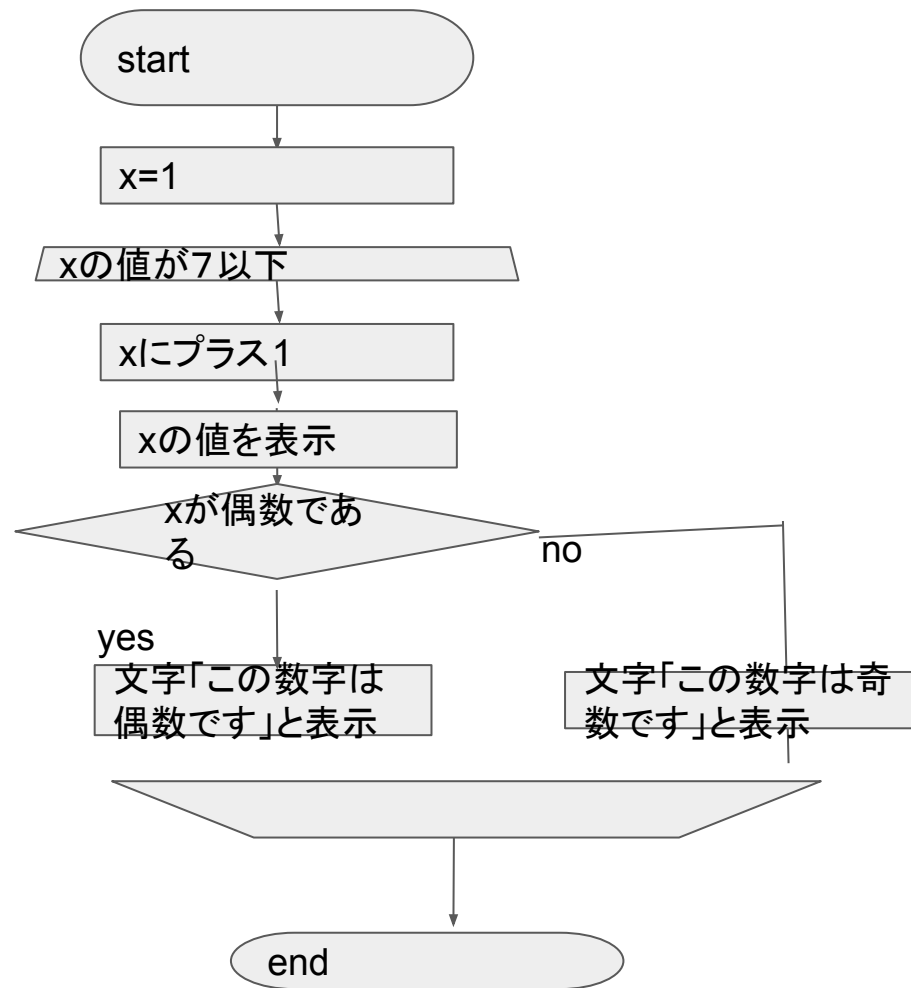 start
x=1
xの値が７以下
xにプラス1
xの値を表示
xが偶数であ
る
no
yes
文字「この数字は
偶数です」と表示
文字「この数字は奇
数です」と表示
end